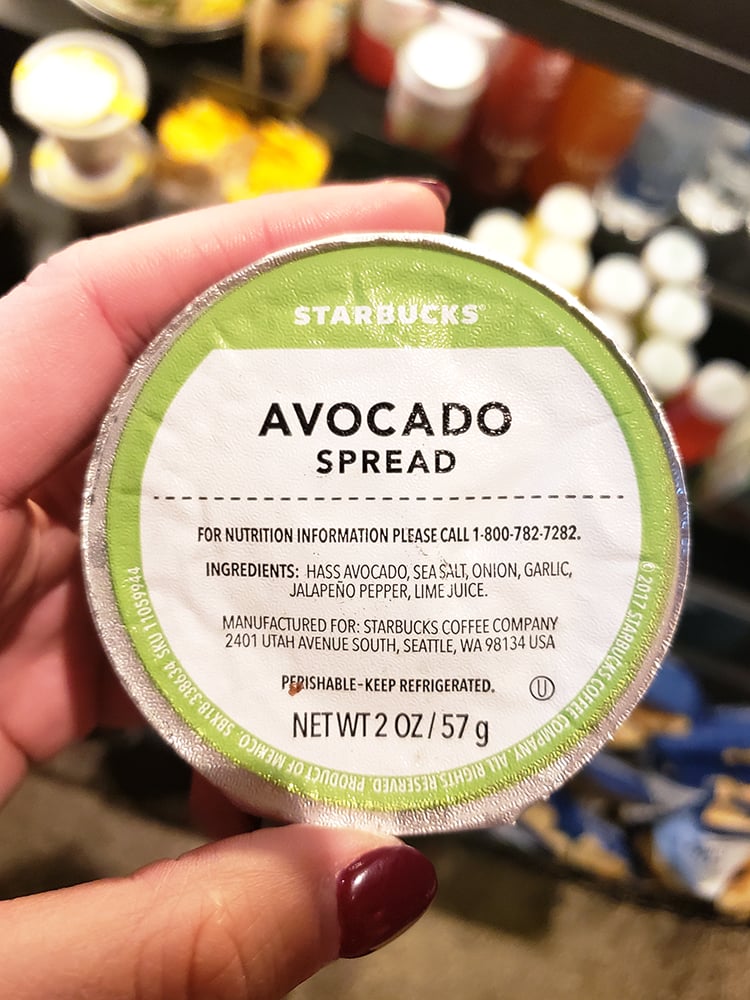 STARBUCKS®
AVOCADO
SPREAD
FOR NUTRITION INFORMATION PLEASE CALL 1-800-782-7282.
INGREDIENTS: HASS AVOCADO, SEA SALT, ONION, GARLIC,
JALAPEÑO PEPPER, LIME JUICE.
MANUFACTURED FOR: STARBUCKS COFFEE COMPANY
2401 UTAH AVENUE SOUTH, SEATTLE, WA 98134 USA
PERISHABLE-KEEP REFRIGERATED. U
NET WT 2 OZ / 57 g
©2017 STARBUCKS COFFEE COMPANY. ALL RIGHTS RESERVED. PRODUCT OF MEXICO. SBX18-338634 SKU 11059944